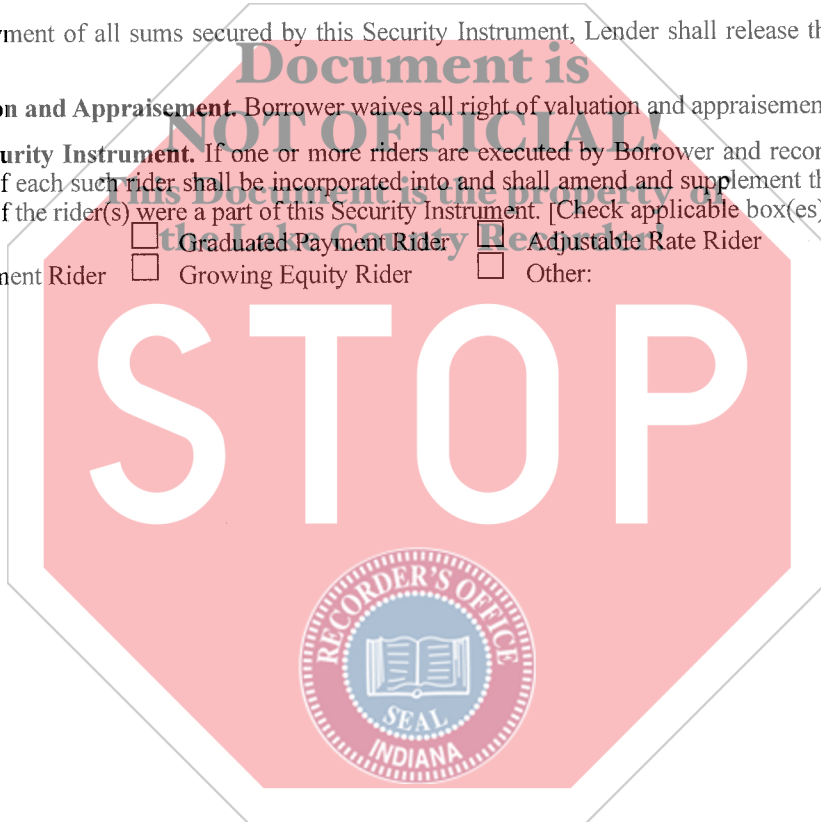 yment of all sums secured by this Security Instrument, Lender shall release th
Document is
on and Appraisement. Borrower waives all right of valuation and appraisemen
NOT OFFICIAL!
urity Instrument. If one or more riders are executed by Borrower and recor
f each such rider shall be incorporated into and shall amend and supplement th
This Document is the property of
f the rider(s) were a part of this Security Instrument. [Check applicable box(es)
the Lake County Recorder!
Graduated Payment Rider Adjustable Rate Rider
ment Rider Growing Equity Rider Other:
STOP
RECORDER'S OFFICE
SEAL
INDIANA